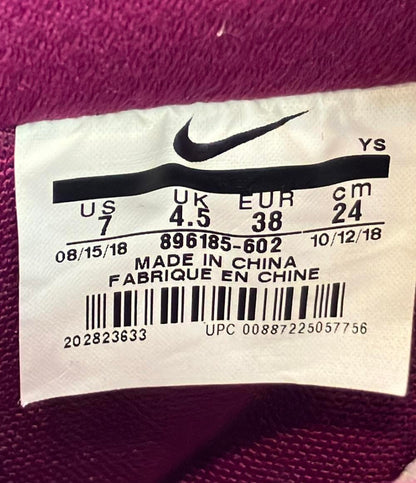 YS
US UK EUR cm
7 4.5 38 24
08/15/18 896185-602 10/12/18
MADE IN CHINA
FABRIQUE EN CHINE
202823633 UPC 00887225057756